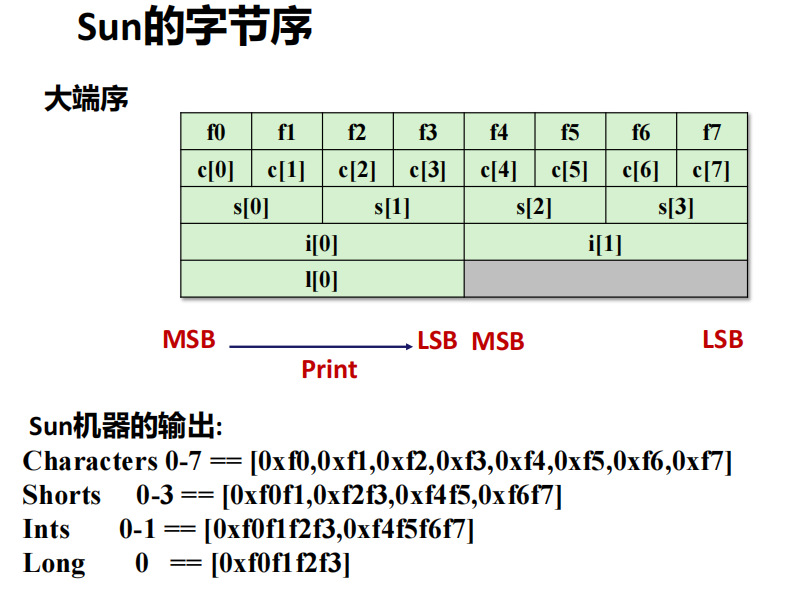 Sun的字节序
大端序
f0 f1 f2 f3 f4 f5 f6 f7
c[0] c[1] c[2] c[3] c[4] c[5] c[6] c[7]
s[0] s[1] s[2] s[3]
i[0] i[1]
l[0]
MSB LSB MSB LSB
Print
Sun机器的输出:
Characters 0-7 == [0xf0,0xf1,0xf2,0xf3,0xf4,0xf5,0xf6,0xf7]
Shorts 0-3 == [0xf0f1,0xf2f3,0xf4f5,0xf6f7]
Ints 0-1 == [0xf0f1f2f3,0xf4f5f6f7]
Long 0 == [0xf0f1f2f3]